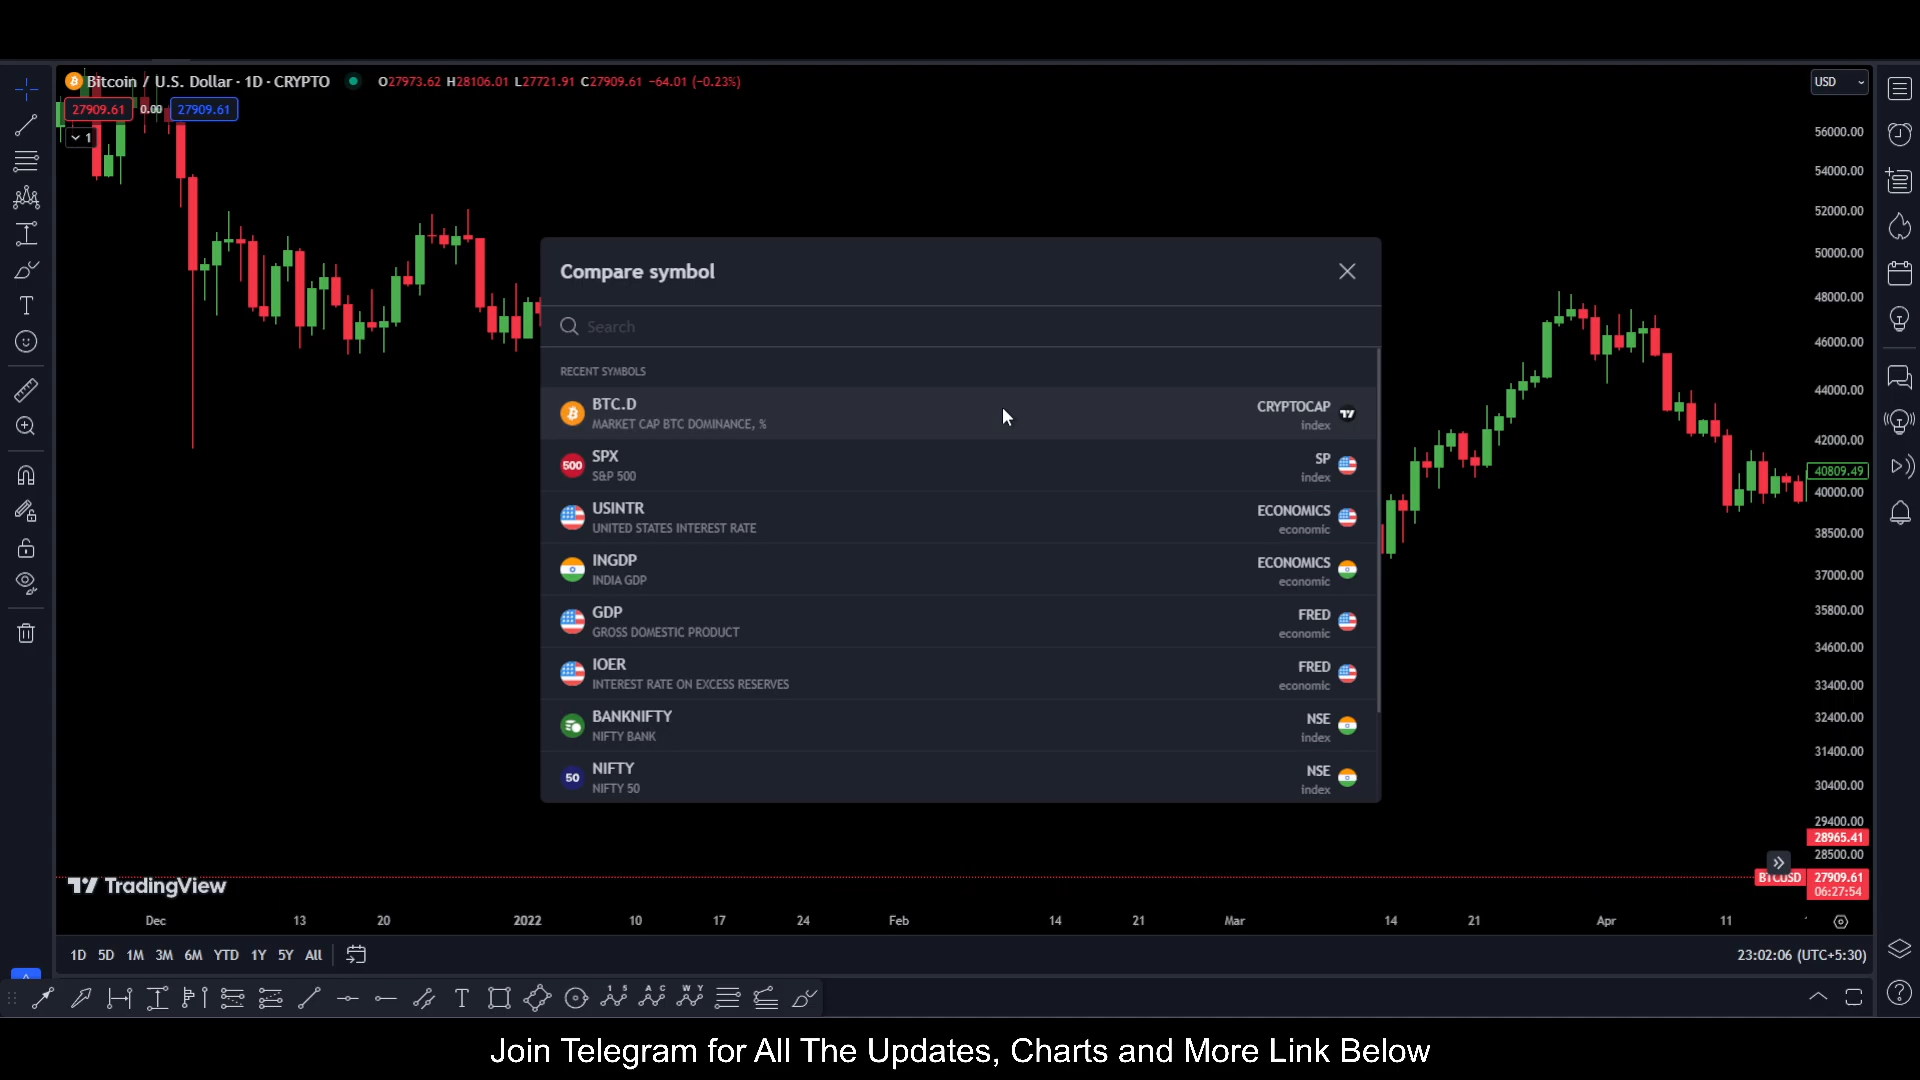 Bitcoin / U.S. Dollar · 1D · CRYPTO O27973.62 H28106.01 L27721.91 C27909.61 −64.01 (−0.23%)
USD
27909.61 0.00 27909.61
1
56000.00
54000.00
52000.00
50000.00
48000.00
46000.00
44000.00
42000.00
40809.49
40000.00
38500.00
37000.00
35800.00
34600.00
33400.00
32400.00
31400.00
30400.00
29400.00
28965.41
28500.00
BTCUSD 27909.61
06:27:54
Compare symbol
Search
RECENT SYMBOLS
BTC.D CRYPTOCAP
MARKET CAP BTC DOMINANCE, % index
500 SPX SP
S&P 500 index
USINTR ECONOMICS
UNITED STATES INTEREST RATE economic
INGDP ECONOMICS
INDIA GDP economic
GDP FRED
GROSS DOMESTIC PRODUCT economic
IOER FRED
INTEREST RATE ON EXCESS RESERVES economic
BANKNIFTY NSE
NIFTY BANK index
50 NIFTY NSE
NIFTY 50 index
TradingView
Dec 13 20 2022 10 17 24 Feb 14 21 Mar 14 21 Apr 11
1D 5D 1M 3M 6M YTD 1Y 5Y All 23:02:06 (UTC+5:30)
Join Telegram for All The Updates, Charts and More Link Below